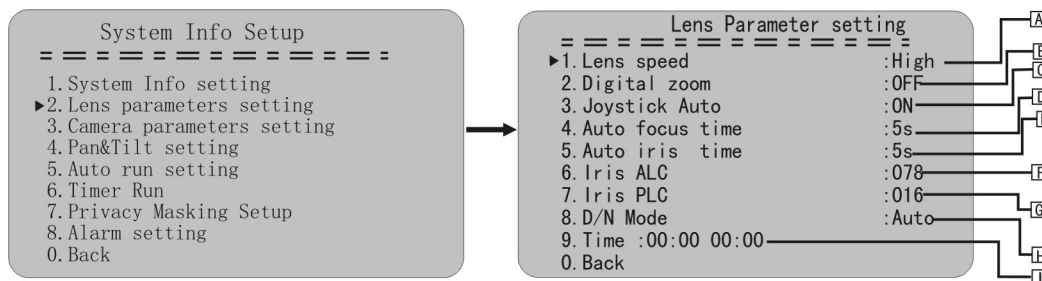 System Info Setup
1.System Info setting
▶2.Lens parameters setting
3.Camera parameters setting
4.Pan&Tilt setting
5.Auto run setting
6.Timer Run
7.Privacy Masking Setup
8.Alarm setting
0.Back
Lens Parameter setting
▶1.Lens speed :High
2.Digital zoom :OFF
3.Joystick Auto :ON
4.Auto focus time :5s
5.Auto iris time :5s
6.Iris ALC :078
7.Iris PLC :016
8.D/N Mode :Auto
9.Time :00:00 00:00
0.Back
A